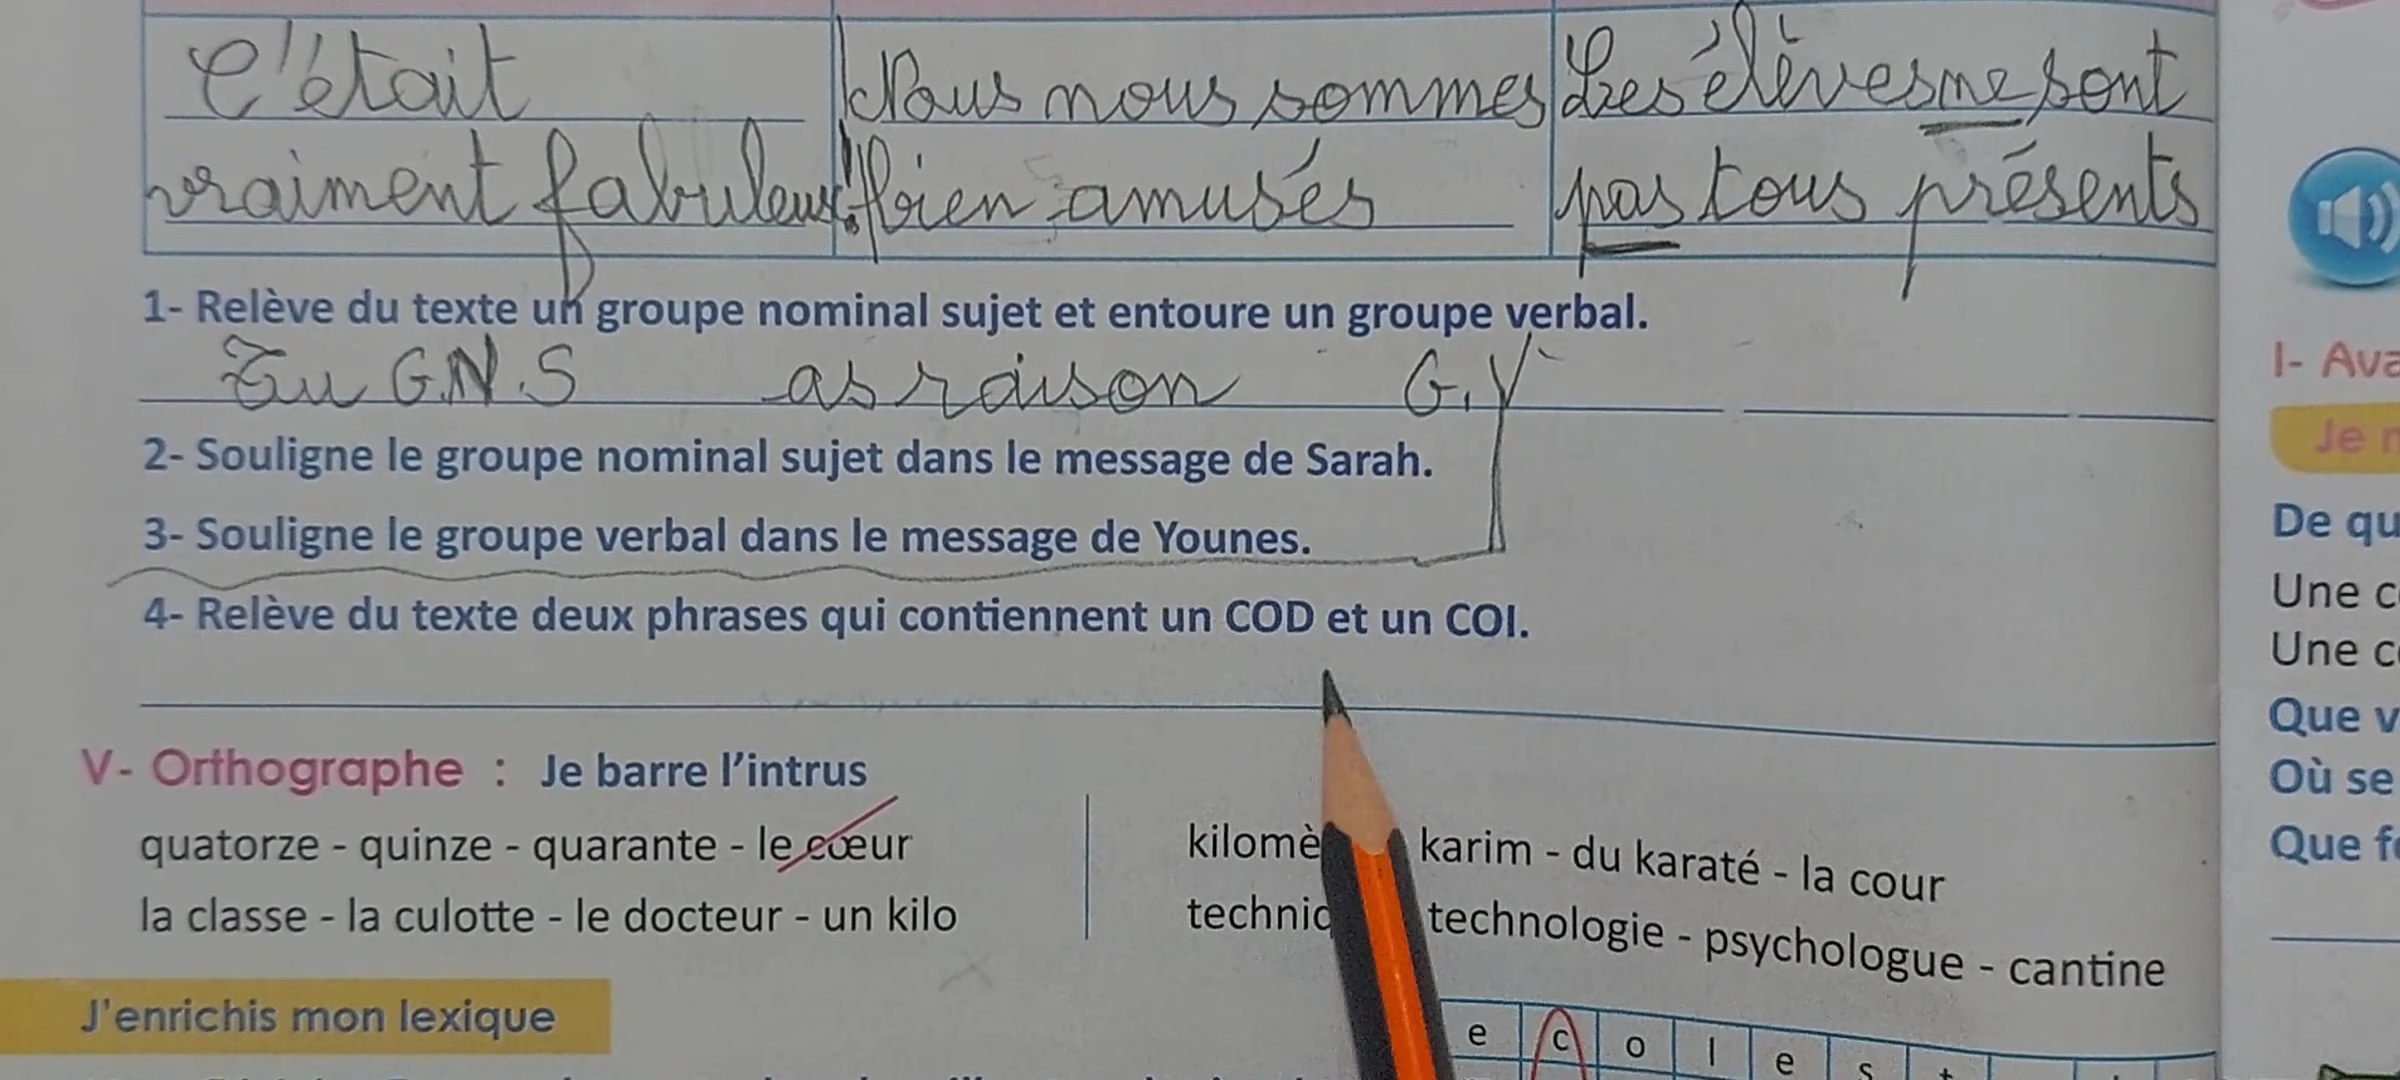 C'était
vraiment fabuleux !
Nous nous sommes
bien amusés
Les élèves ne sont
pas tous présents
1- Relève du texte un groupe nominal sujet et entoure un groupe verbal.
Tu G.N.S as raison G.V
2- Souligne le groupe nominal sujet dans le message de Sarah.
3- Souligne le groupe verbal dans le message de Younes.
4- Relève du texte deux phrases qui contiennent un COD et un COI.
V- Orthographe : Je barre l'intrus
quatorze - quinze - quarante - le cœur
la classe - la culotte - le docteur - un kilo
karim - du karaté - la cour
technologie - psychologue - cantine
J'enrichis mon lexique
e c o l e s t
I-
Je
De
Une
Une
Que
Où se
Que